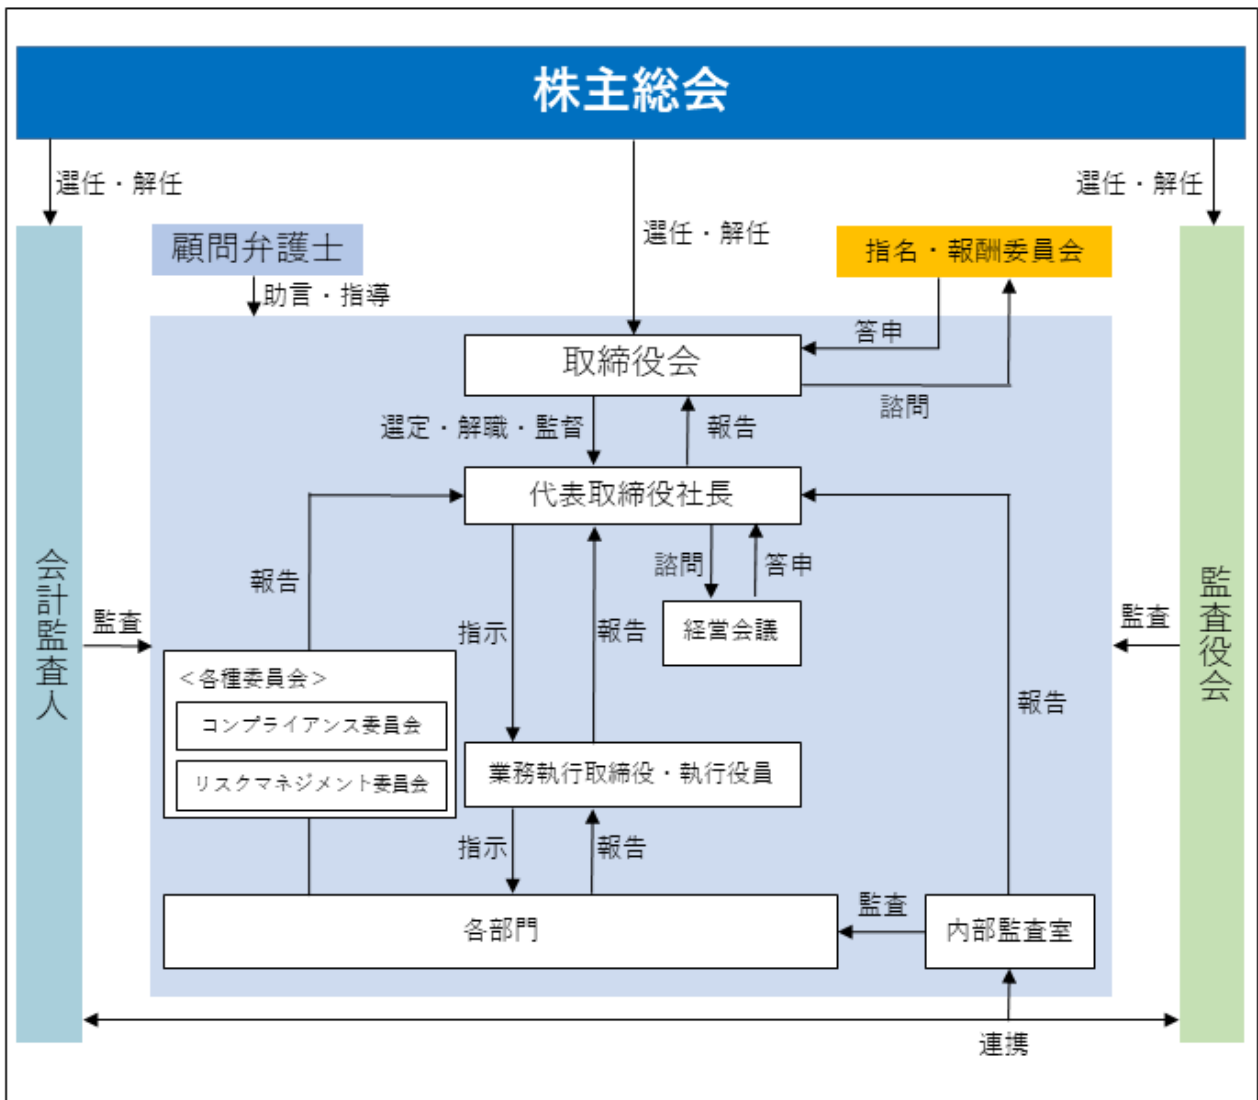 株主総会
選任・解任
選任・解任
選任・解任
顧問弁護士
指名・報酬委員会
助言・指導
答申
取締役会
諮問
選定・解職・監督
報告
代表取締役社長
報告
諮問
答申
会計監査人
監査
指示
報告
経営会議
監査
監査役会
＜各種委員会＞
コンプライアンス委員会
リスクマネジメント委員会
報告
業務執行取締役・執行役員
指示
報告
各部門
監査
内部監査室
連携